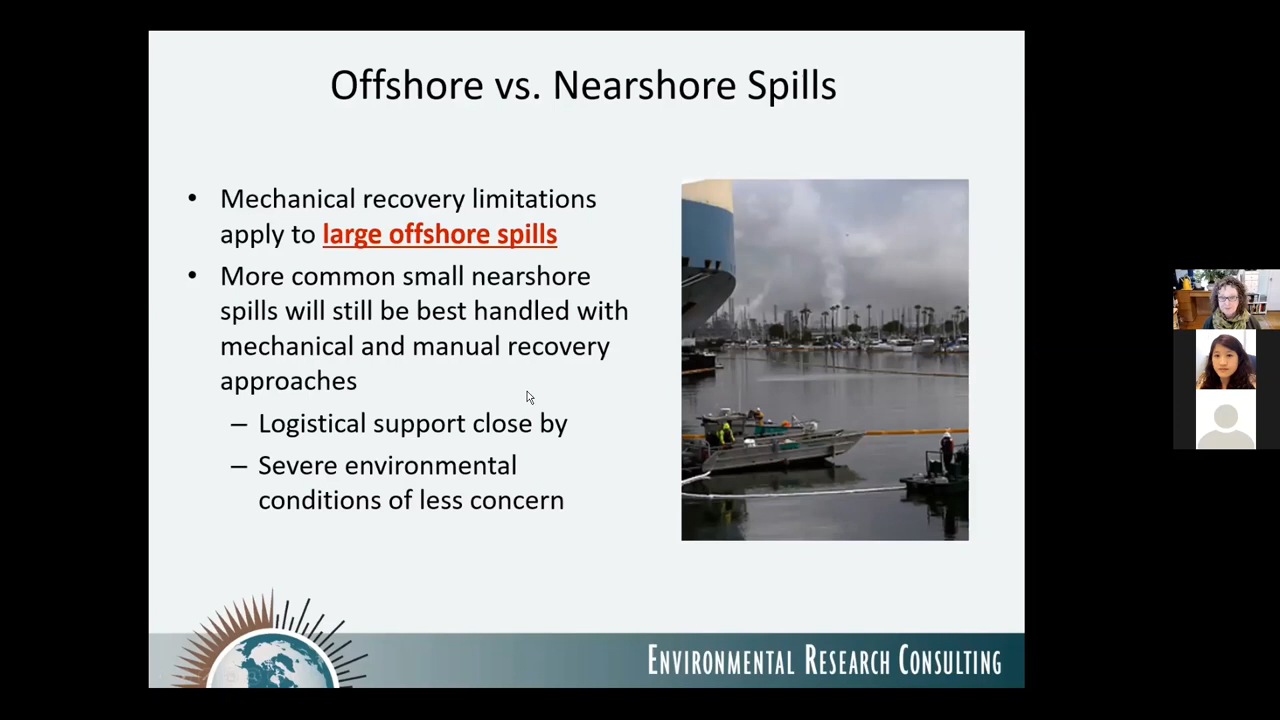 Offshore vs. Nearshore Spills
• Mechanical recovery limitations
apply to large offshore spills
• More common small nearshore
spills will still be best handled with
mechanical and manual recovery
approaches
– Logistical support close by
– Severe environmental
conditions of less concern
ENVIRONMENTAL RESEARCH CONSULTING